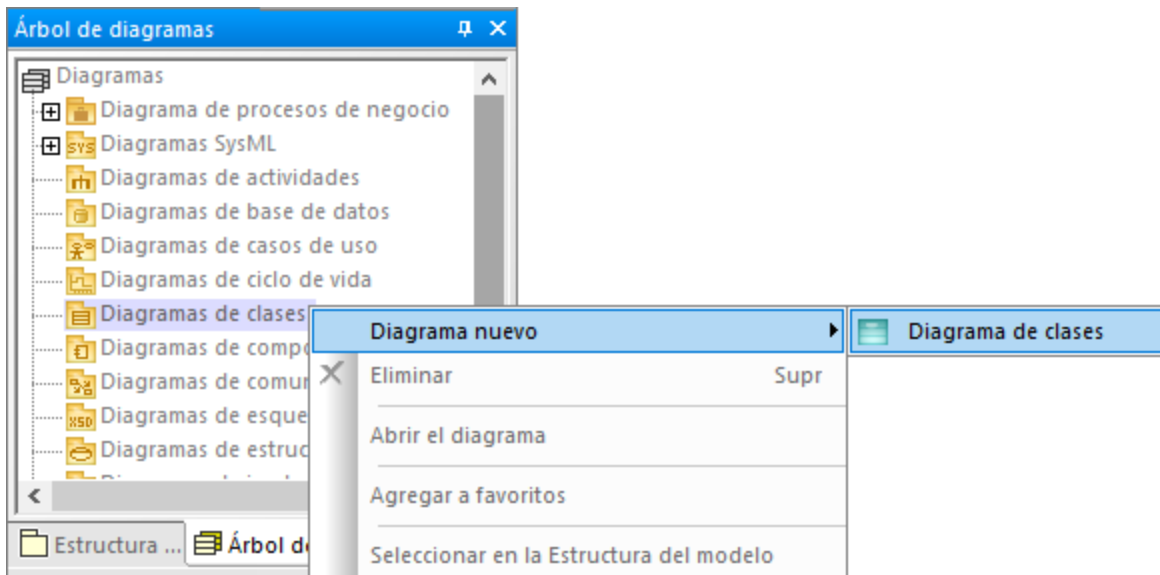 Árbol de diagramas
Diagramas
Diagrama de procesos de negocio
SYS Diagramas SysML
Diagramas de actividades
Diagramas de base de datos
Diagramas de casos de uso
Diagramas de ciclo de vida
Diagramas de clases
Diagrama nuevo
Diagrama de clases
Diagramas de compo
Eliminar Supr
Diagramas de comur
XSD Diagramas de esque
Abrir el diagrama
Diagramas de estruc
Agregar a favoritos
Estructura ... Árbol de
Seleccionar en la Estructura del modelo